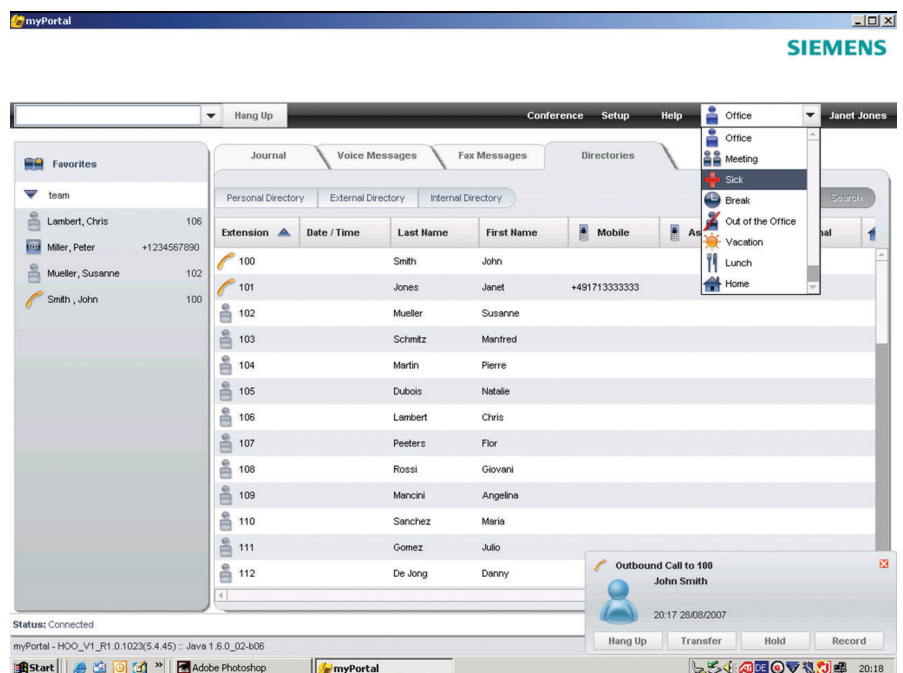 myPortal
SIEMENS
Hang Up Conference Setup Help Office Janet Jones
Office
Meeting
Sick
Break
Out of the Office
Vacation
Lunch
Home
Favorites
team
Lambert, Chris 106
Miller, Peter +1234567890
Mueller, Susanne 102
Smith , John 100
Journal Voice Messages Fax Messages Directories
Personal Directory External Directory Internal Directory Search
Extension Date / Time Last Name First Name Mobile
100 Smith John
101 Jones Janet +491713333333
102 Mueller Susanne
103 Schmitz Manfred
104 Martin Pierre
105 Dubois Natalie
106 Lambert Chris
107 Peeters Flor
108 Rossi Giovani
109 Mancini Angelina
110 Sanchez Maria
111 Gomez Julio
112 De Jong Danny
Outbound Call to 100
John Smith
20:17 28/08/2007
Hang Up Transfer Hold Record
Status: Connected
myPortal - HOO_V1_R1.0.1023(5.4.45) :: Java 1.6.0_02-b06
Start Adobe Photoshop myPortal DE 20:18